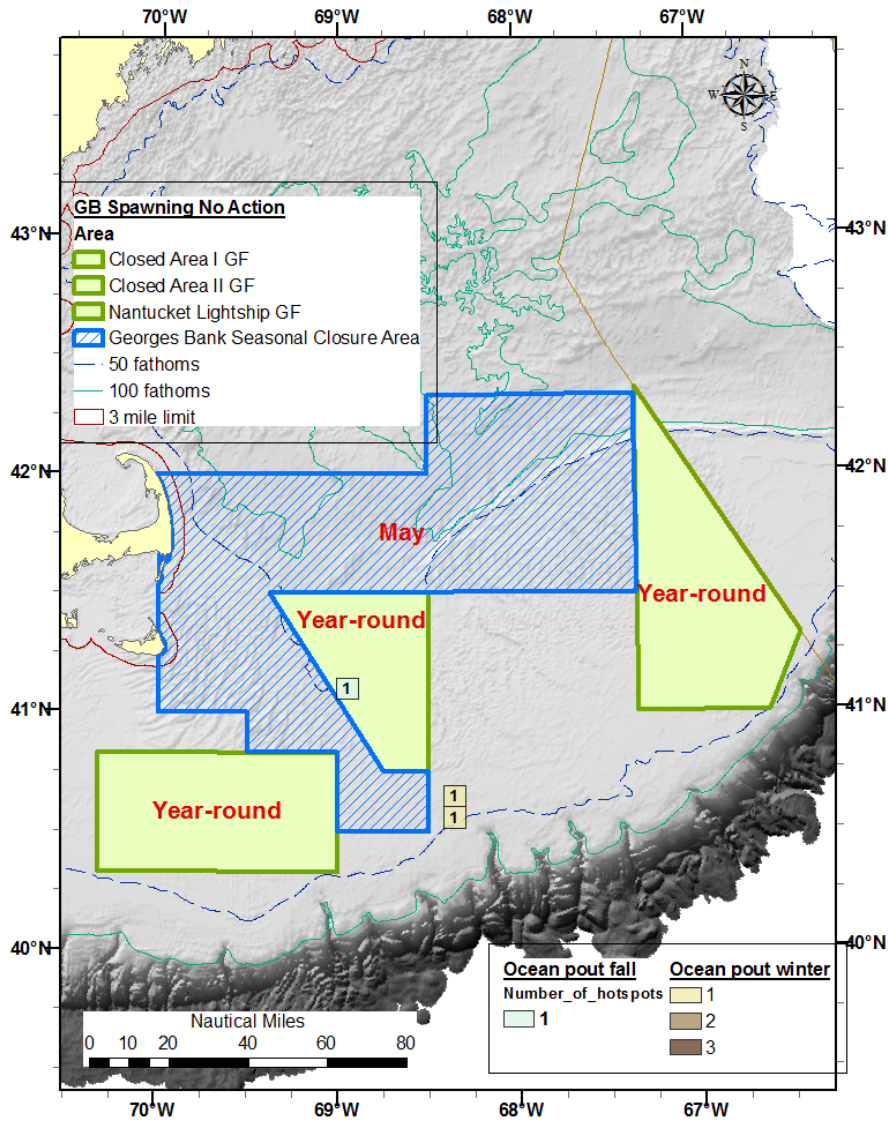 70°W 69°W 68°W 67°W
N
W E
S
43°N 43°N
GB Spawning No Action
Area
Closed Area I GF
Closed Area II GF
Nantucket Lightship GF
Georges Bank Seasonal Closure Area
50 fathoms
100 fathoms
3 mile limit
42°N 42°N
May
Year-round
Year-round
1
41°N 41°N
1
Year-round
1
40°N 40°N
Ocean pout fall
Number_of_hotspots
1
Ocean pout winter
1
2
3
Nautical Miles
0 10 20 40 60 80
70°W 69°W 68°W 67°W